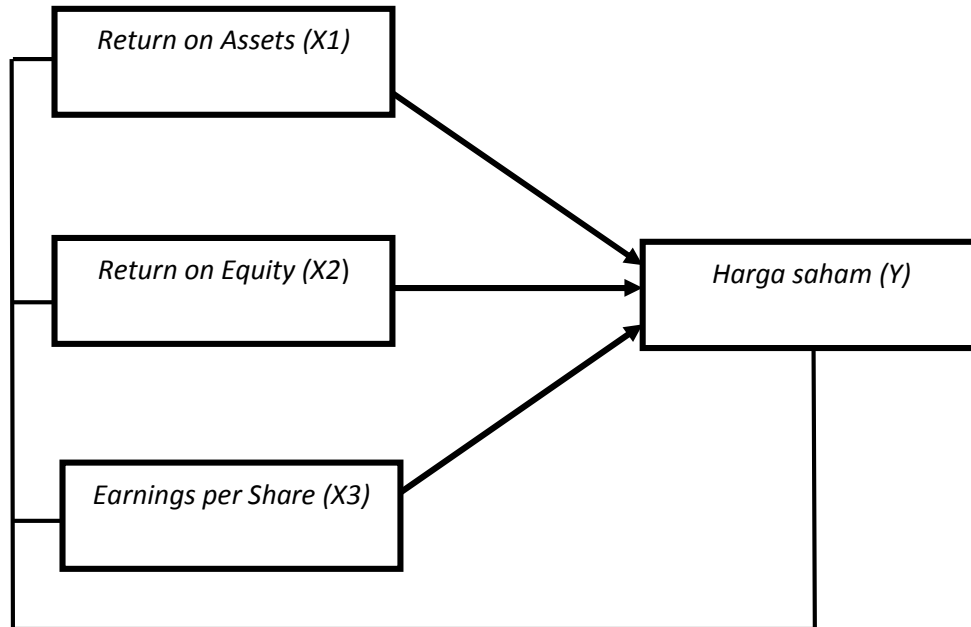 Return on Assets (X1)
Return on Equity (X2)
Harga saham (Y)
Earnings per Share (X3)